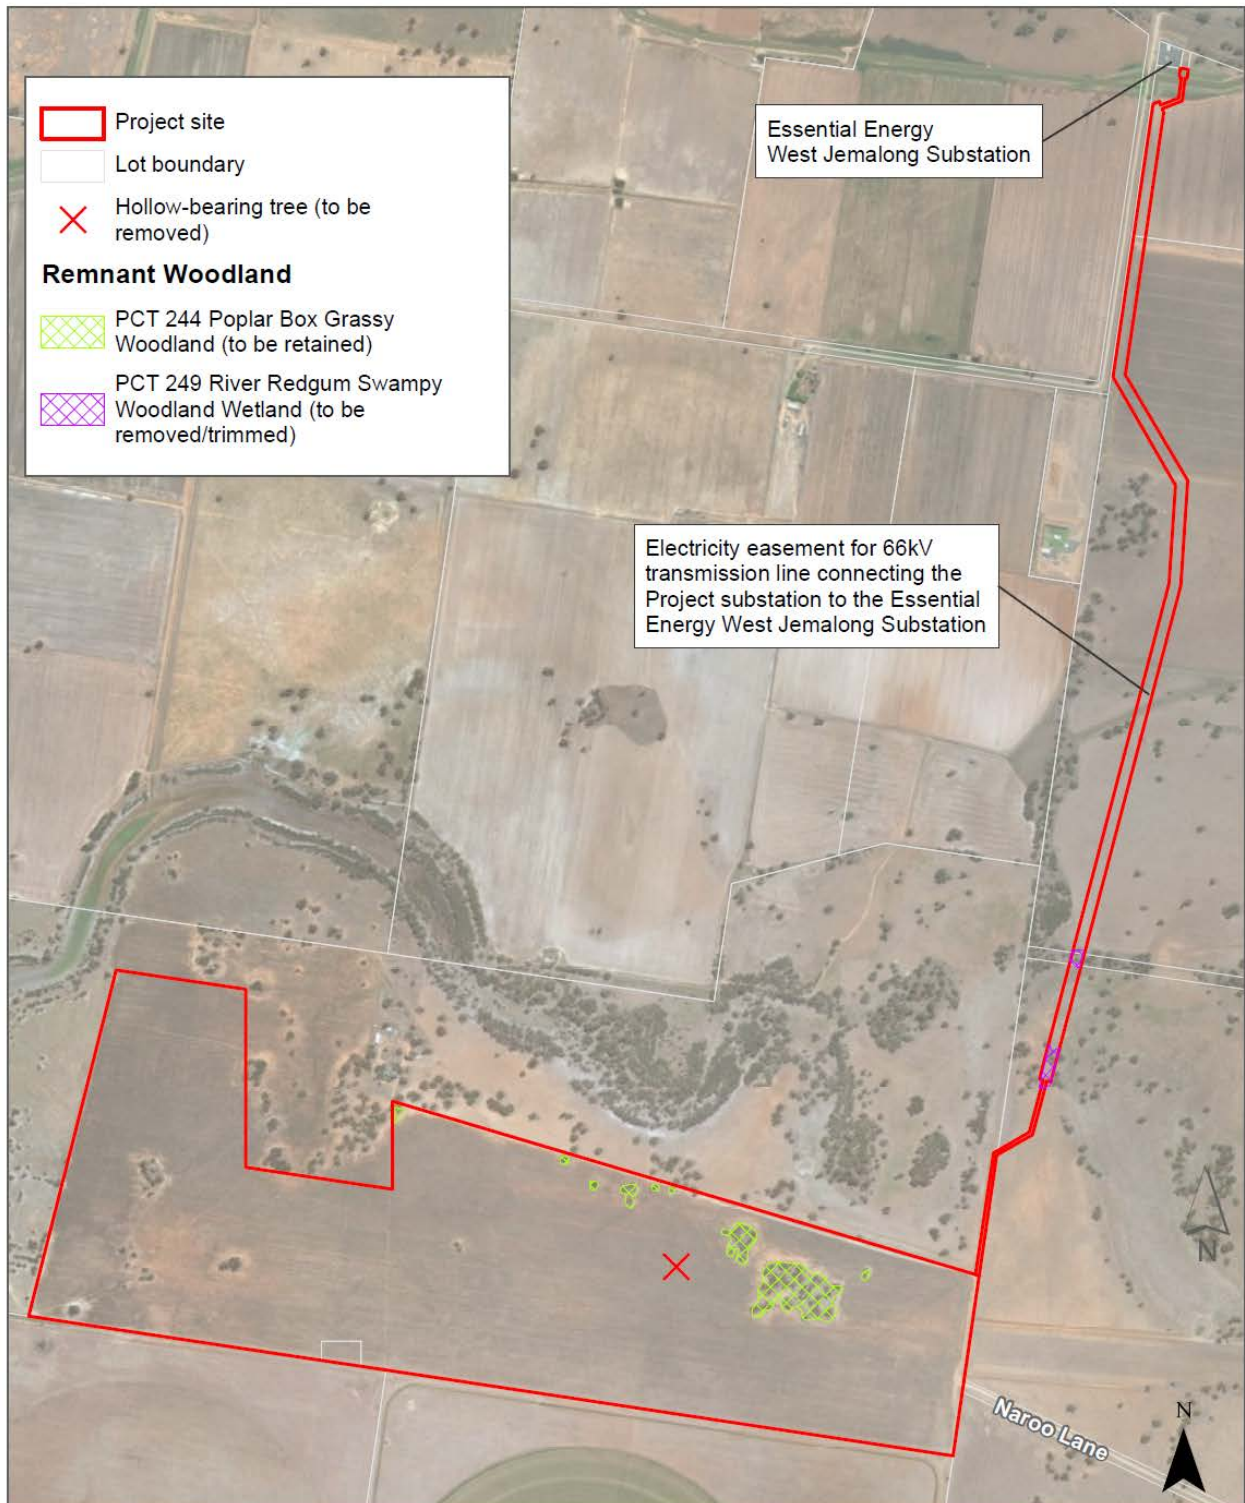 Project site
Lot boundary
Hollow-bearing tree (to be
removed)
Remnant Woodland
PCT 244 Poplar Box Grassy
Woodland (to be retained)
PCT 249 River Redgum Swampy
Woodland Wetland (to be
removed/trimmed)
Essential Energy
West Jemalong Substation
Electricity easement for 66kV
transmission line connecting the
Project substation to the Essential
Energy West Jemalong Substation
N
Naroo Lane
N